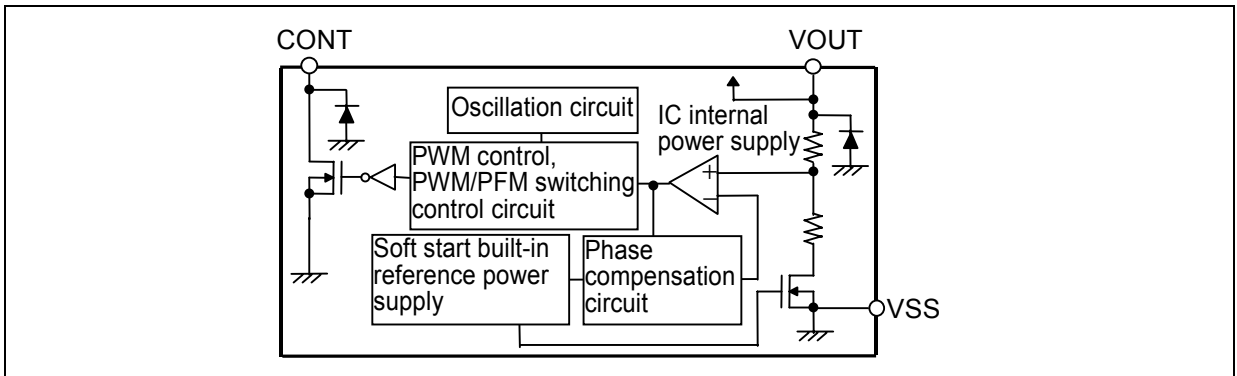 CONT
VOUT
Oscillation circuit
IC internal
power supply
PWM control,
PWM/PFM switching
control circuit
+
−
Soft start built-in
reference power
supply
Phase
compensation
circuit
VSS